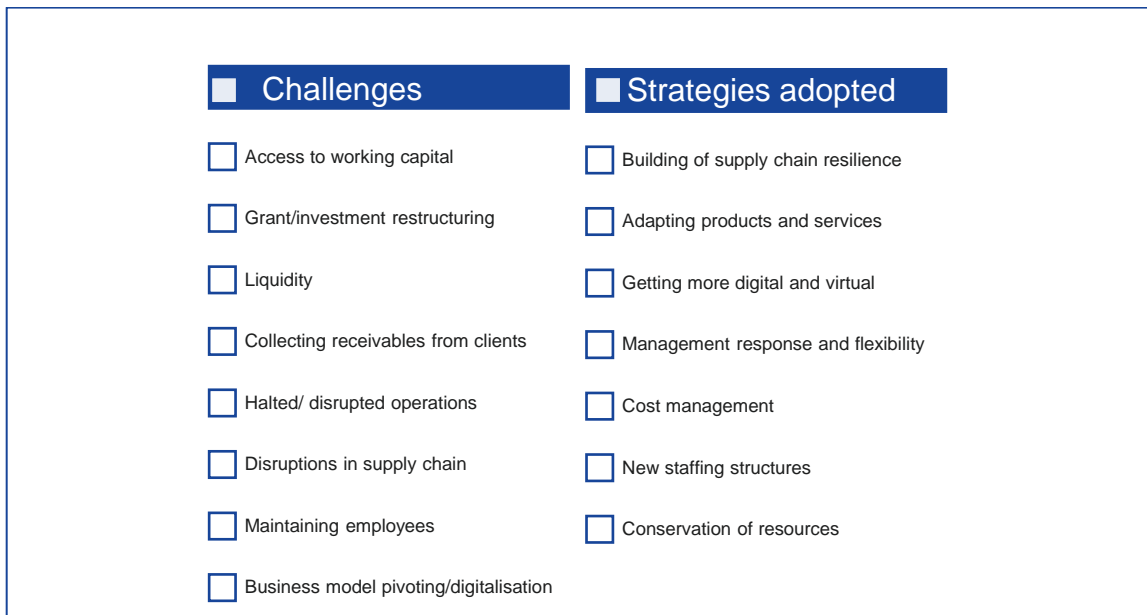 Challenges
Access to working capital
Grant/investment restructuring
Liquidity
Collecting receivables from clients
Halted/ disrupted operations
Disruptions in supply chain
Maintaining employees
Business model pivoting/digitalisation
Strategies adopted
Building of supply chain resilience
Adapting products and services
Getting more digital and virtual
Management response and flexibility
Cost management
New staffing structures
Conservation of resources